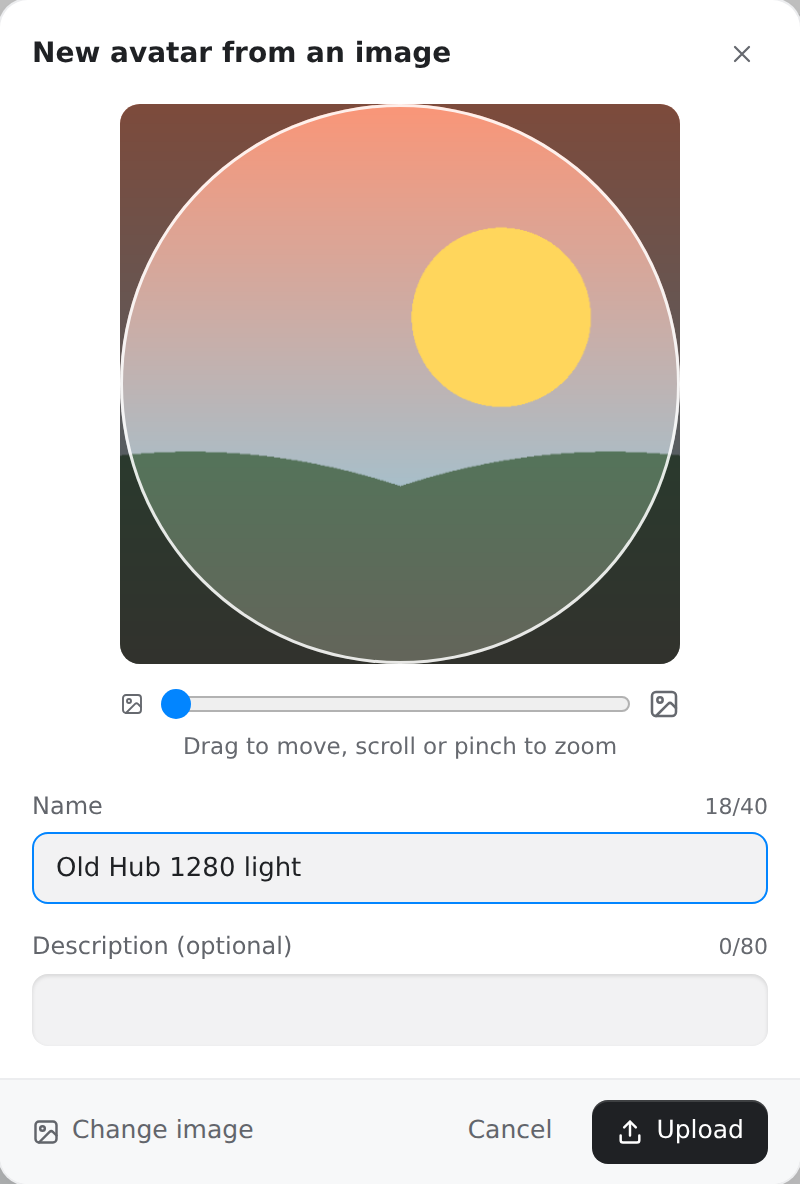 New avatar from an image
Drag to move, scroll or pinch to zoom
Name 18/40
Old Hub 1280 light
Description (optional) 0/80
Change image Cancel Upload